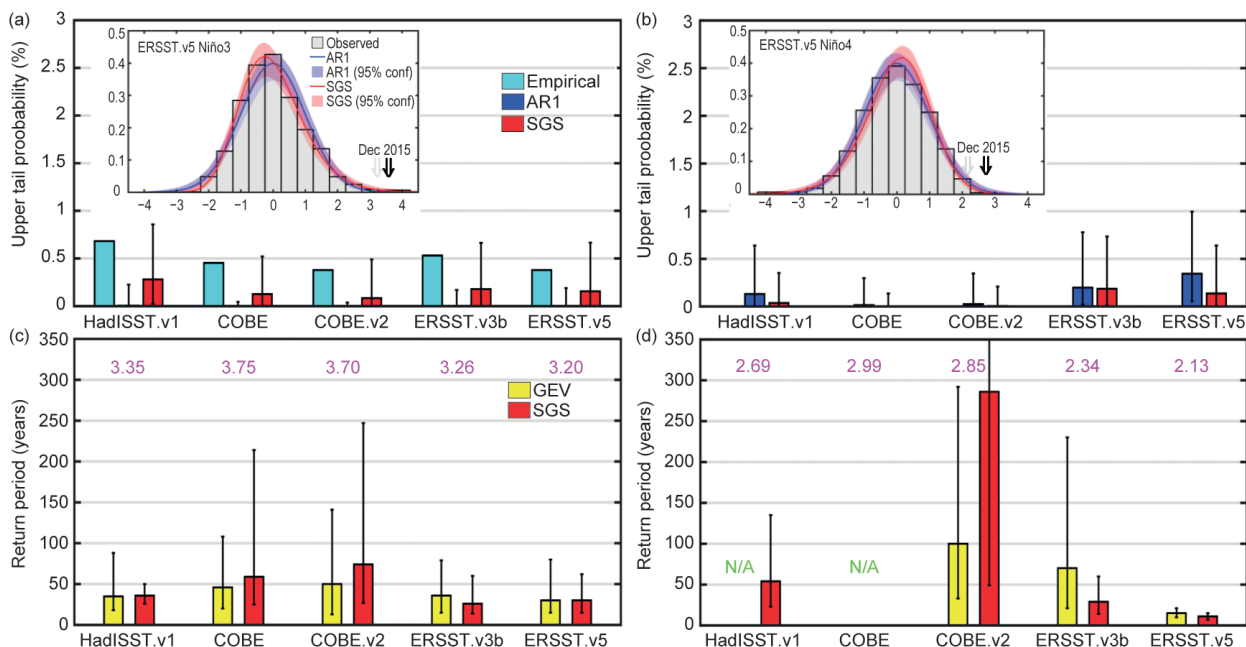 (a)
Upper tail proobability (%)
3
2.5
2
1.5
1
0.5
0
ERSST.v5 Niño3
0.5
0.4
0.3
0.2
0.1
0
Observed
AR1
AR1 (95% conf)
SGS
SGS (95% conf)
Dec 2015
−4 −3 −2 −1 0 1 2 3 4
Empirical
AR1
SGS
HadISST.v1 COBE COBE.v2 ERSST.v3b ERSST.v5
(b)
Upper tail proobability (%)
3
2.5
2
1.5
1
0.5
0
ERSST.v5 Niño4
0.5
0.4
0.3
0.2
0.1
0
Dec 2015
−4 −3 −2 −1 0 1 2 3 4
HadISST.v1 COBE COBE.v2 ERSST.v3b ERSST.v5
(c)
Return period (years)
350
300
250
200
150
100
50
0
3.35 3.75 3.70 3.26 3.20
GEV
SGS
HadISST.v1 COBE COBE.v2 ERSST.v3b ERSST.v5
(d)
Return period (years)
350
300
250
200
150
100
50
0
2.69 2.99 2.85 2.34 2.13
N/A N/A
HadISST.v1 COBE COBE.v2 ERSST.v3b ERSST.v5